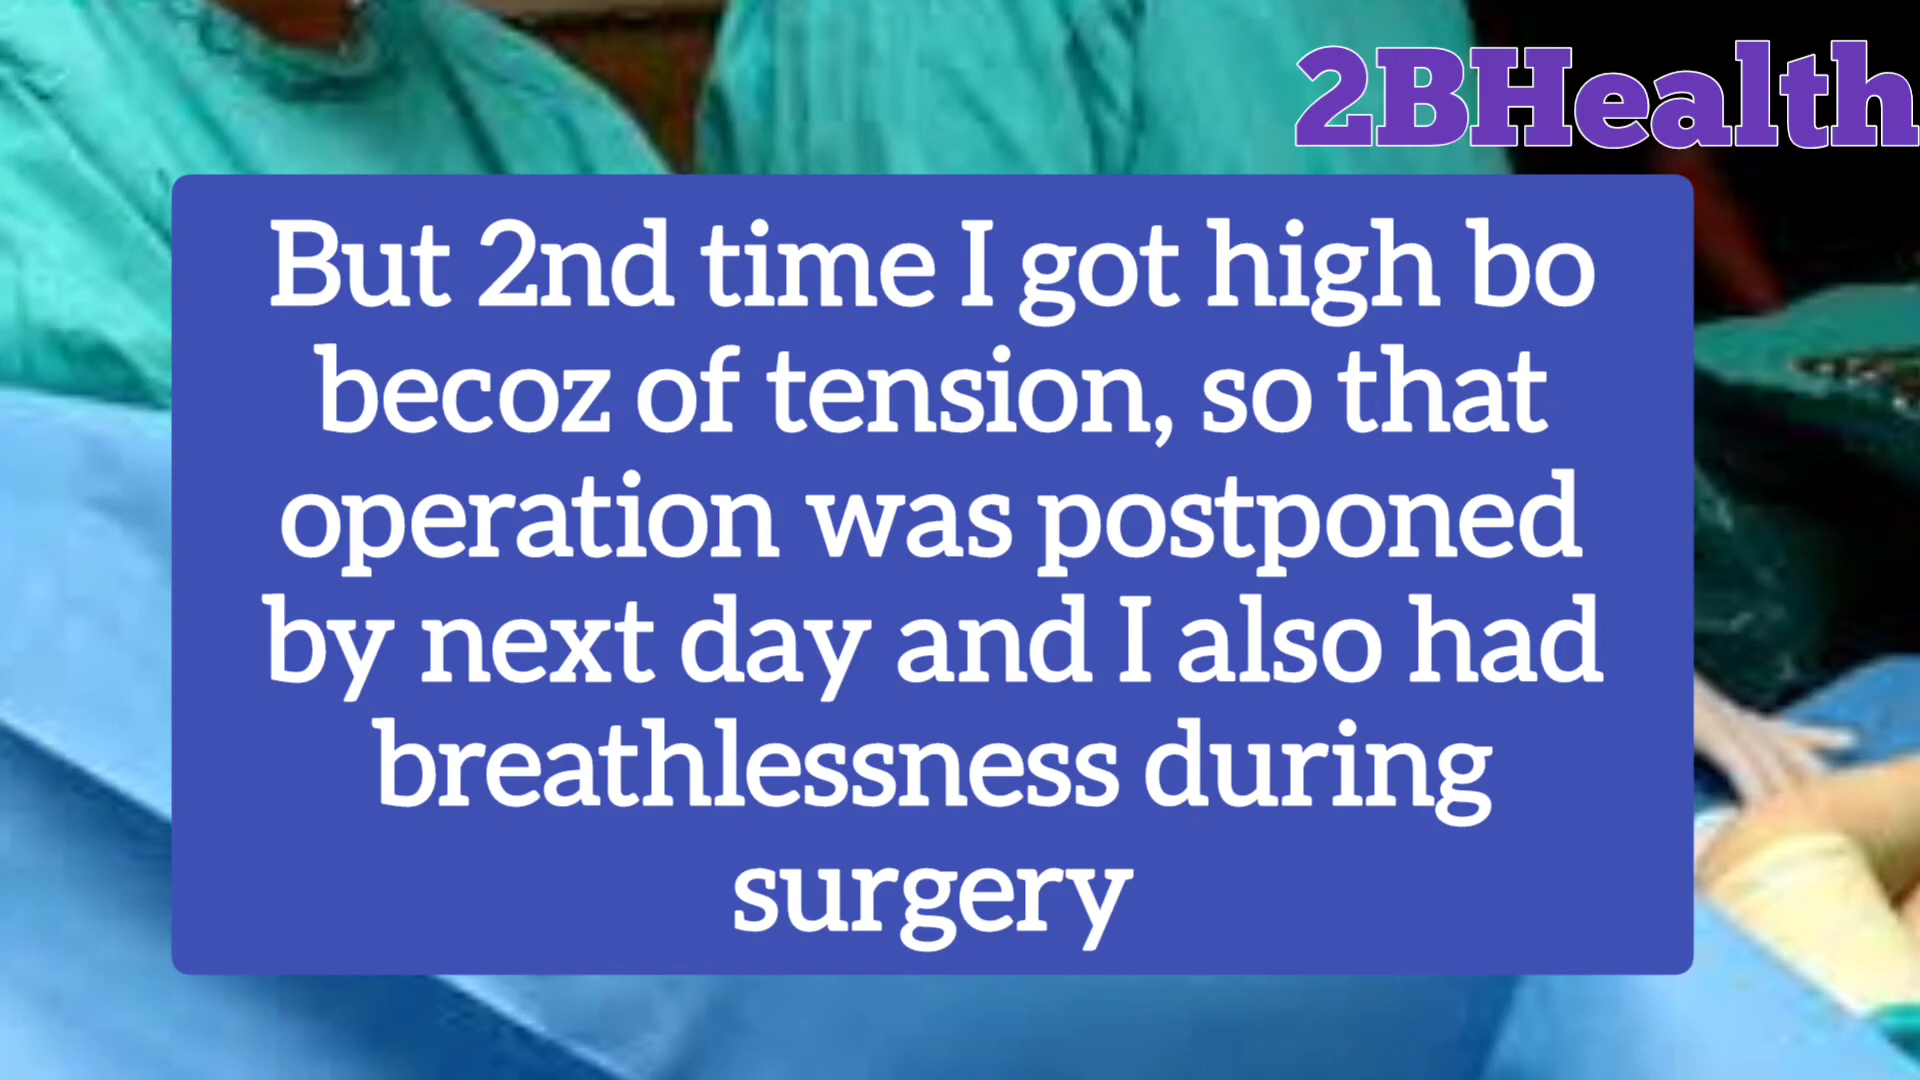 2BHealth
But 2nd time I got high bo
becoz of tension, so that
operation was postponed
by next day and I also had
breathlessness during
surgery